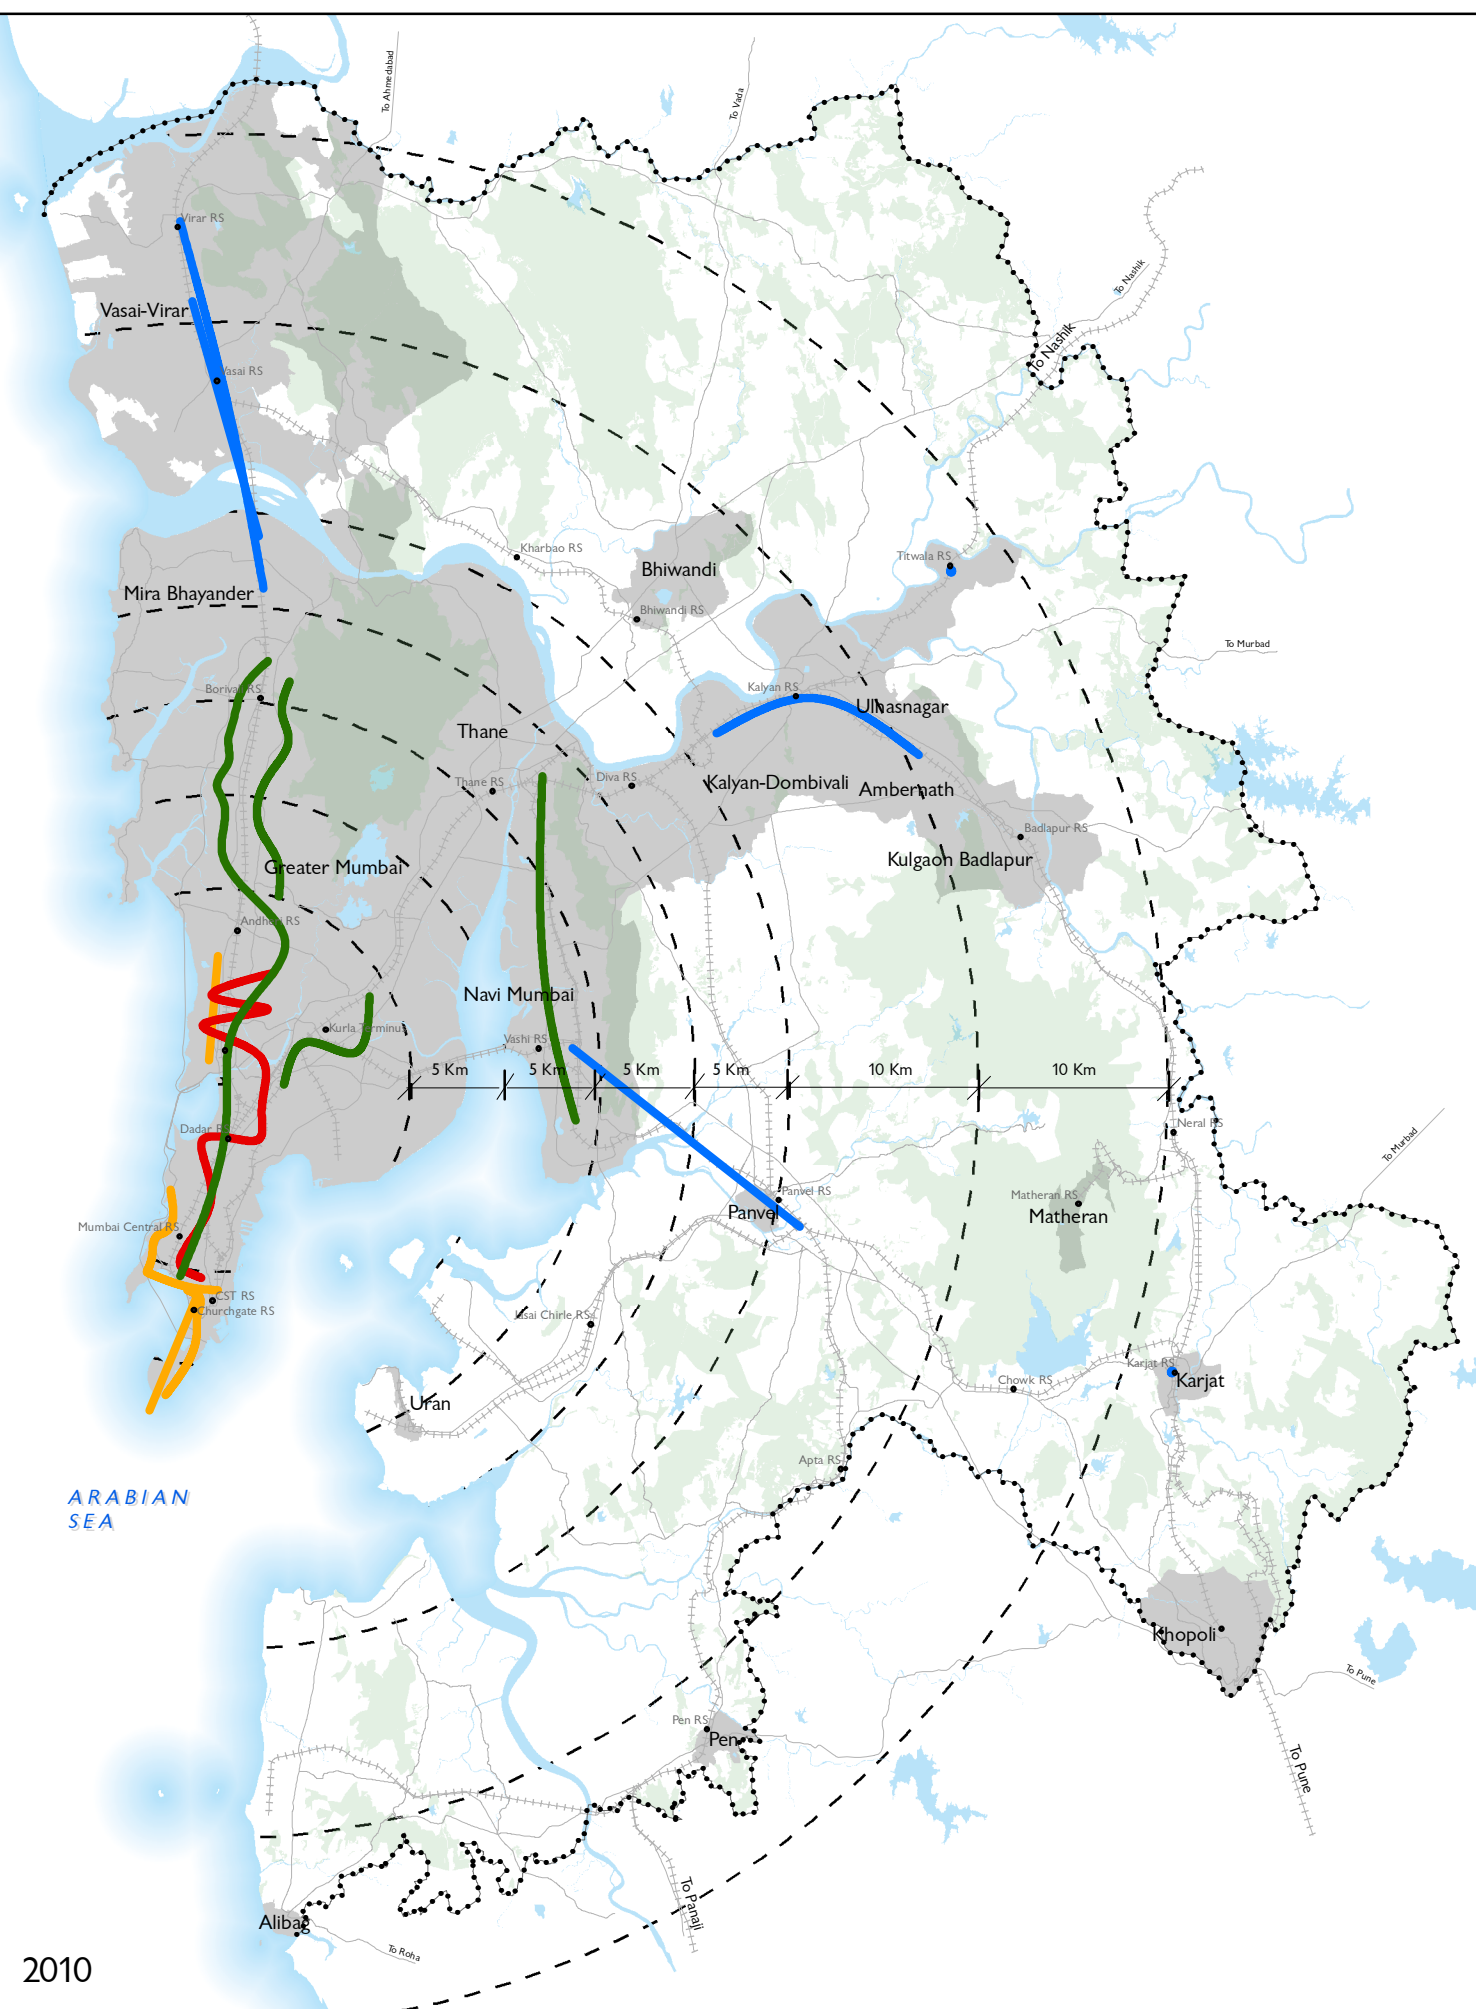 To Ahmedabad
To Vada
Virar RS
To Nashik
Vasai-Virar
To Nashik
Vasai RS
Kharbao RS
Titwala RS
Bhiwandi
Mira Bhayander
Bhiwandi RS
To Murbad
Borivali RS
Kalyan RS
Ulhasnagar
Thane
Thane RS
Diva RS
Kalyan-Dombivali
Ambernath
Badlapur RS
Greater Mumbai
Kulgaon Badlapur
Andheri RS
Navi Mumbai
Kurla Terminus
Vashi RS
5 Km
5 Km
5 Km
5 Km
10 Km
10 Km
Dadar RS
Neral RS
To Murbad
Panvel RS
Matheran RS
Panvel
Matheran
Mumbai Central RS
CST RS
Churchgate RS
Jasai Chirle RS
Karjat RS
Chowk RS
Karjat
Uran
Apta RS
ARABIAN
SEA
Khopoli
To Pune
Pen RS
Pen
To Pune
To Panaji
Alibag
To Roha
2010